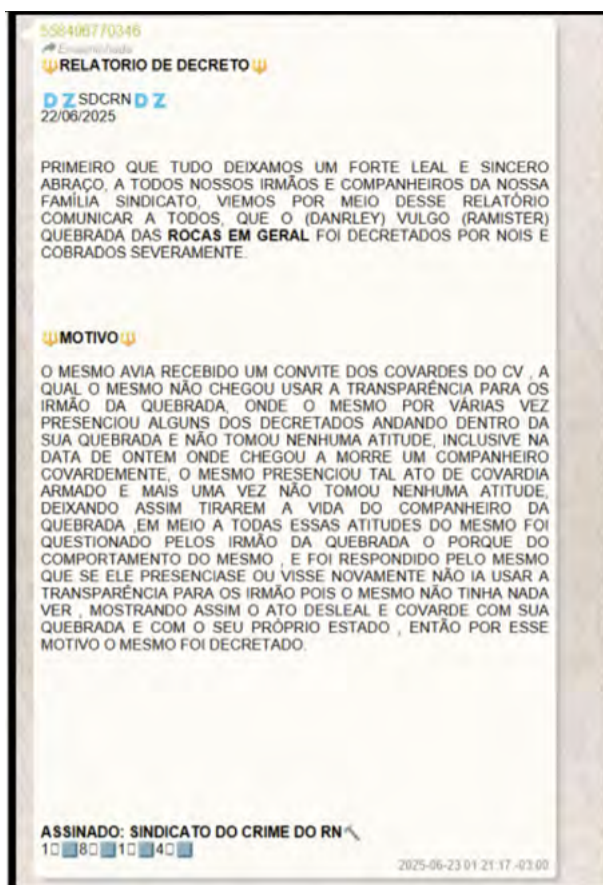 558496770346
Encaminhada
🔱RELATORIO DE DECRETO🔱
D Z SDCRN D Z
22/06/2025
PRIMEIRO QUE TUDO DEIXAMOS UM FORTE LEAL E SINCERO
ABRAÇO, A TODOS NOSSOS IRMÃOS E COMPANHEIROS DA NOSSA
FAMÍLIA SINDICATO, VIEMOS POR MEIO DESSE RELATÓRIO
COMUNICAR A TODOS, QUE O (DANRLEY) VULGO (RAMISTER)
QUEBRADA DAS ROCAS EM GERAL FOI DECRETADOS POR NOIS E
COBRADOS SEVERAMENTE.
🔱MOTIVO🔱
O MESMO AVIA RECEBIDO UM CONVITE DOS COVARDES DO CV , A
QUAL O MESMO NÃO CHEGOU USAR A TRANSPARÊNCIA PARA OS
IRMÃO DA QUEBRADA, ONDE O MESMO POR VÁRIAS VEZ
PRESENCIOU ALGUNS DOS DECRETADOS ANDANDO DENTRO DA
SUA QUEBRADA E NÃO TOMOU NENHUMA ATITUDE, INCLUSIVE NA
DATA DE ONTEM ONDE CHEGOU A MORRE UM COMPANHEIRO
COVARDEMENTE, O MESMO PRESENCIOU TAL ATO DE COVARDIA
ARMADO E MAIS UMA VEZ NÃO TOMOU NENHUMA ATITUDE,
DEIXANDO ASSIM TIRAREM A VIDA DO COMPANHEIRO DA
QUEBRADA ,EM MEIO A TODAS ESSAS ATITUDES DO MESMO FOI
QUESTIONADO PELOS IRMÃO DA QUEBRADA O PORQUE DO
COMPORTAMENTO DO MESMO , E FOI RESPONDIDO PELO MESMO
QUE SE ELE PRESENCIASE OU VISSE NOVAMENTE NÃO IA USAR A
TRANSPARÊNCIA PARA OS IRMÃO POIS O MESMO NÃO TINHA NADA
VER , MOSTRANDO ASSIM O ATO DESLEAL E COVARDE COM SUA
QUEBRADA E COM O SEU PRÓPRIO ESTADO , ENTÃO POR ESSE
MOTIVO O MESMO FOI DECRETADO.
ASSINADO: SINDICATO DO CRIME DO RN🔨
1 8 1 4
2025-06-23 01:21:17 -03:00